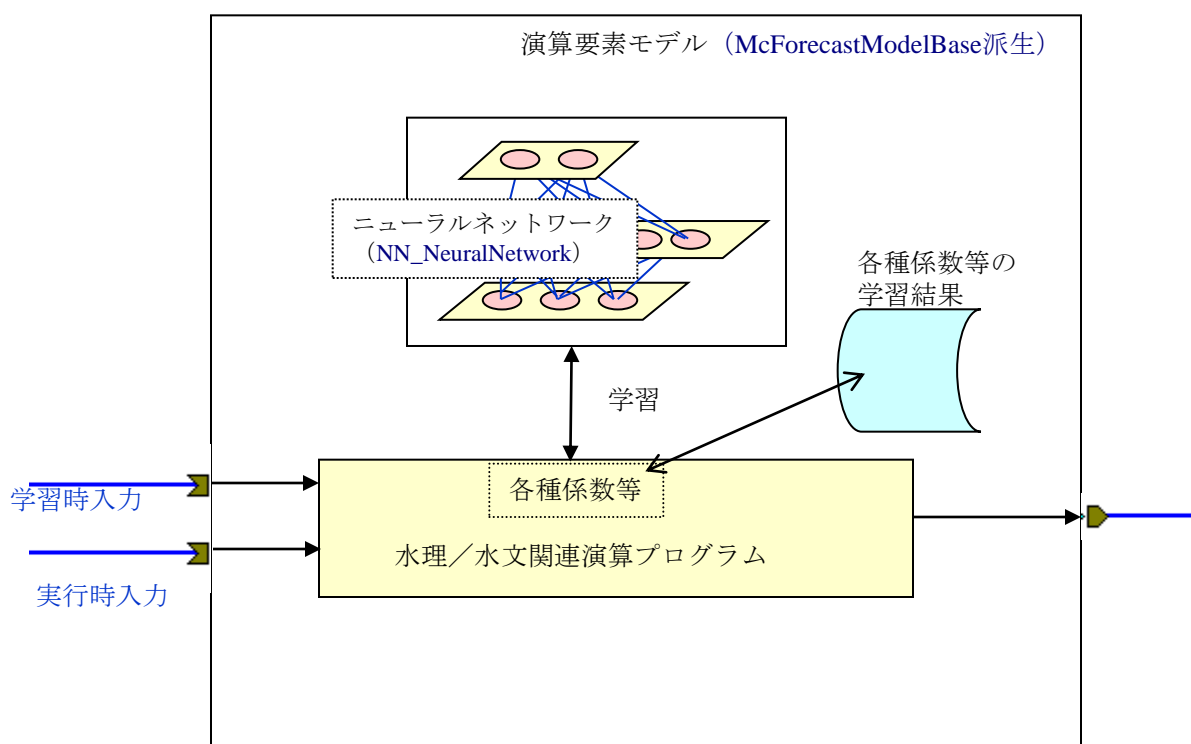 演算要素モデル（McForecastModelBase派生）
ニューラルネットワーク
（NN_NeuralNetwork）
各種係数等の
学習結果
学習
学習時入力
各種係数等
水理／水文関連演算プログラム
実行時入力